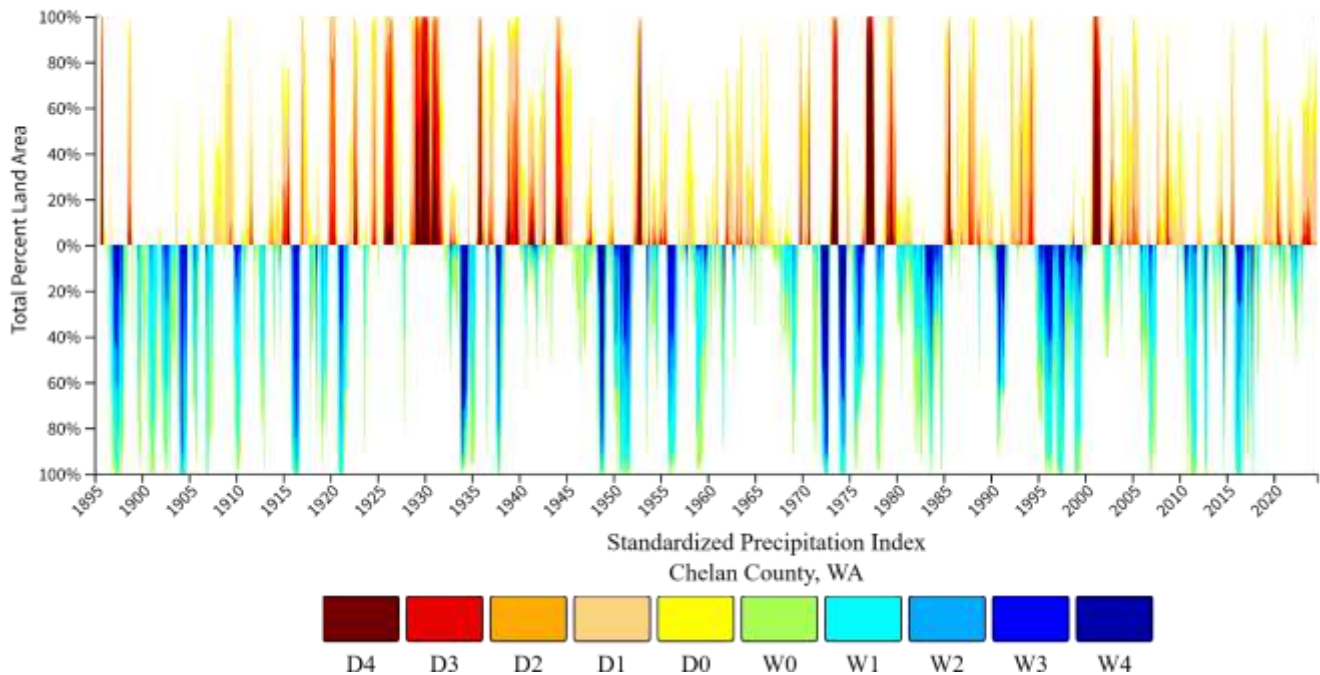 100%
80%
60%
40%
20%
0%
20%
40%
60%
80%
100%
Total Percent Land Area
1895 1900 1905 1910 1915 1920 1925 1930 1935 1940 1945 1950 1955 1960 1965 1970 1975 1980 1985 1990 1995 2000 2005 2010 2015 2020
Standardized Precipitation Index
Chelan County, WA
D4 D3 D2 D1 D0 W0 W1 W2 W3 W4